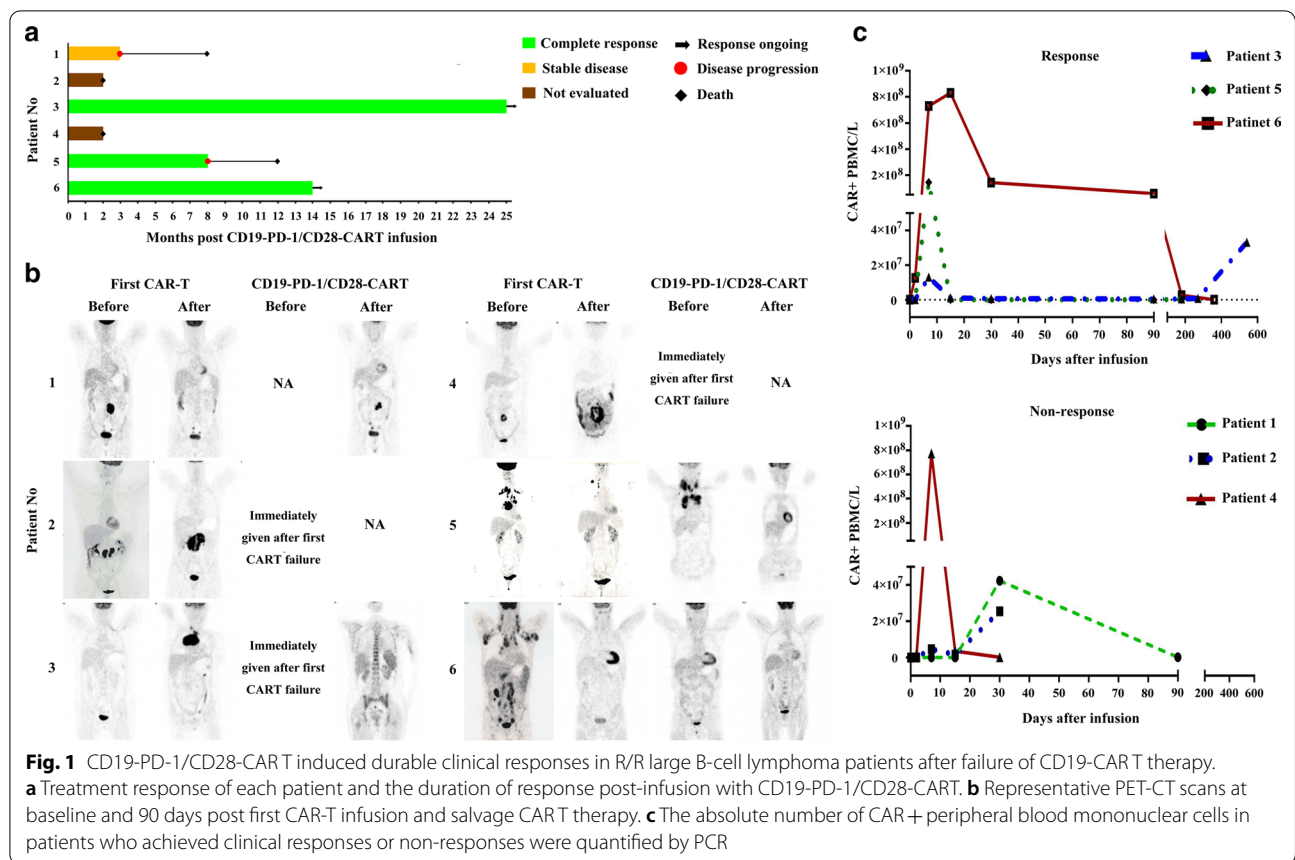 a
Patient No
1
2
3
4
5
6
0 1 2 3 4 5 6 7 8 9 10 11 12 13 14 15 16 17 18 19 20 21 22 23 24 25
Months post CD19-PD-1/CD28-CART infusion
Complete response
Stable disease
Not evaluated
Response ongoing
Disease progression
Death
b
First CAR-T CD19-PD-1/CD28-CART First CAR-T CD19-PD-1/CD28-CART
Before After Before After Before After Before After
Patient No
1
NA
4
Immediately
given after first
CART failure
NA
2
Immediately
given after first
CART failure
NA
5
3
Immediately
given after first
CART failure
6
c
Response
CAR+ PBMC/L
1×10⁹
8×10⁸
6×10⁸
4×10⁸
2×10⁸
4×10⁷
2×10⁷
0
0 10 20 30 40 50 60 70 80 90 200 400 600
Days after infusion
Patient 3
Patient 5
Patinet 6
Non-response
CAR+ PBMC/L
1×10⁹
8×10⁸
6×10⁸
4×10⁸
2×10⁸
4×10⁷
2×10⁷
0
0 10 20 30 40 50 60 70 80 90 200 400 600
Days after infusion
Patient 1
Patient 2
Patient 4
Fig. 1 CD19-PD-1/CD28-CAR T induced durable clinical responses in R/R large B-cell lymphoma patients after failure of CD19-CAR T therapy.
a Treatment response of each patient and the duration of response post-infusion with CD19-PD-1/CD28-CART. b Representative PET-CT scans at
baseline and 90 days post first CAR-T infusion and salvage CAR T therapy. c The absolute number of CAR + peripheral blood mononuclear cells in
patients who achieved clinical responses or non-responses were quantified by PCR